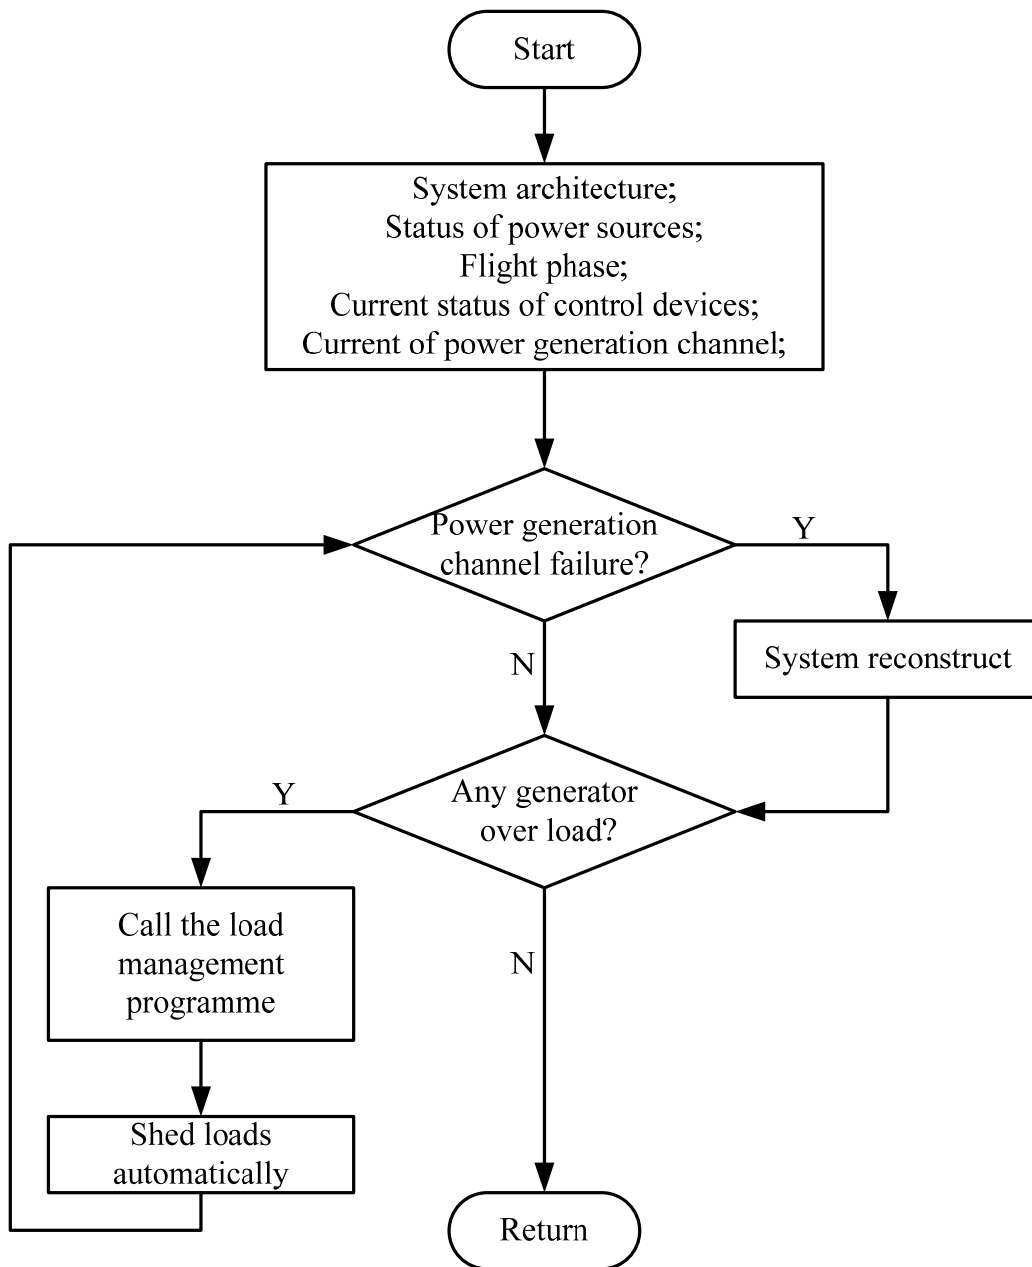 Start
System architecture;
Status of power sources;
Flight phase;
Current status of control devices;
Current of power generation channel;
Power generation
channel failure?
Y
N
System reconstruct
Any generator
over load?
Y
Call the load
management
programme
N
Shed loads
automatically
Return